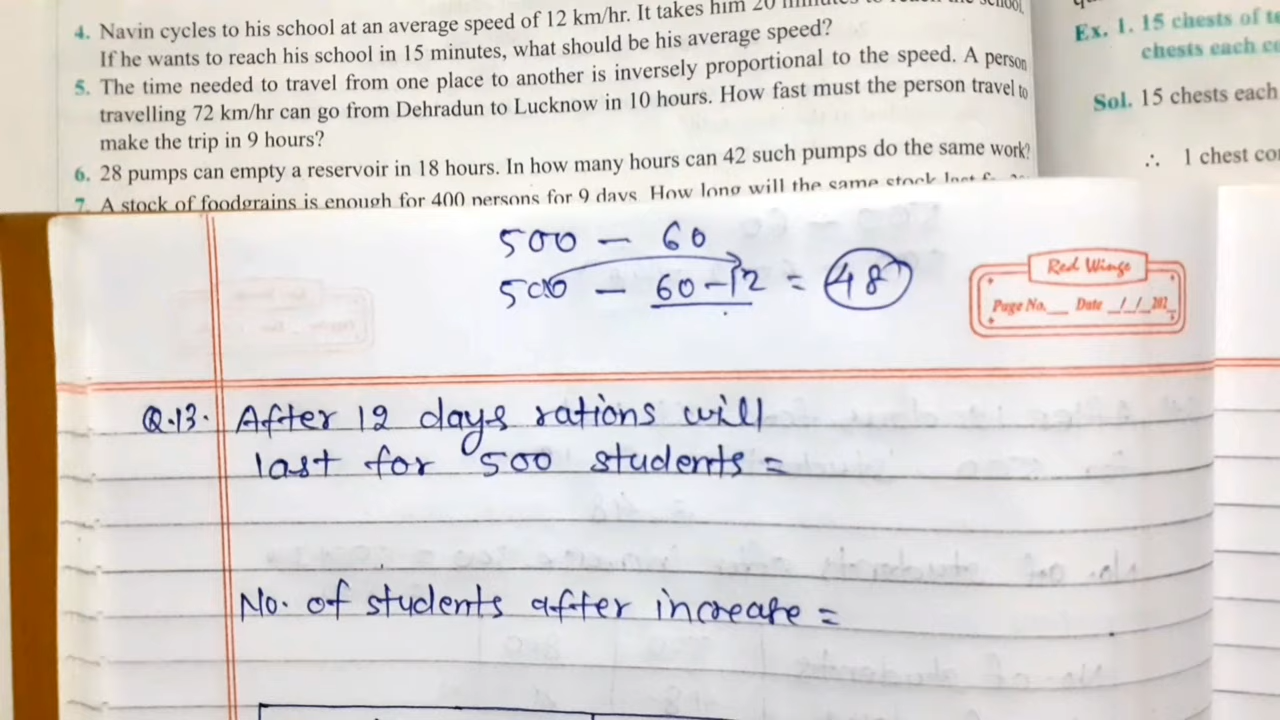 4. Navin cycles to his school at an average speed of 12 km/hr. It takes him 20 minutes to reach the school.
If he wants to reach his school in 15 minutes, what should be his average speed?
5. The time needed to travel from one place to another is inversely proportional to the speed. A person
travelling 72 km/hr can go from Dehradun to Lucknow in 10 hours. How fast must the person travel to
make the trip in 9 hours?
6. 28 pumps can empty a reservoir in 18 hours. In how many hours can 42 such pumps do the same work?
7. A stock of foodgrains is enough for 400 persons for 9 days. How long will the same stock last
Ex. 1. 15 chests of
chests each
Sol. 15 chests each
∴ 1 chest
500 - 60
500 - 60-12 = 48
Red Wings
Page No.___ Date _/_/_202_
Q.13. After 12 days rations will
last for 500 students =
No. of students after increase =